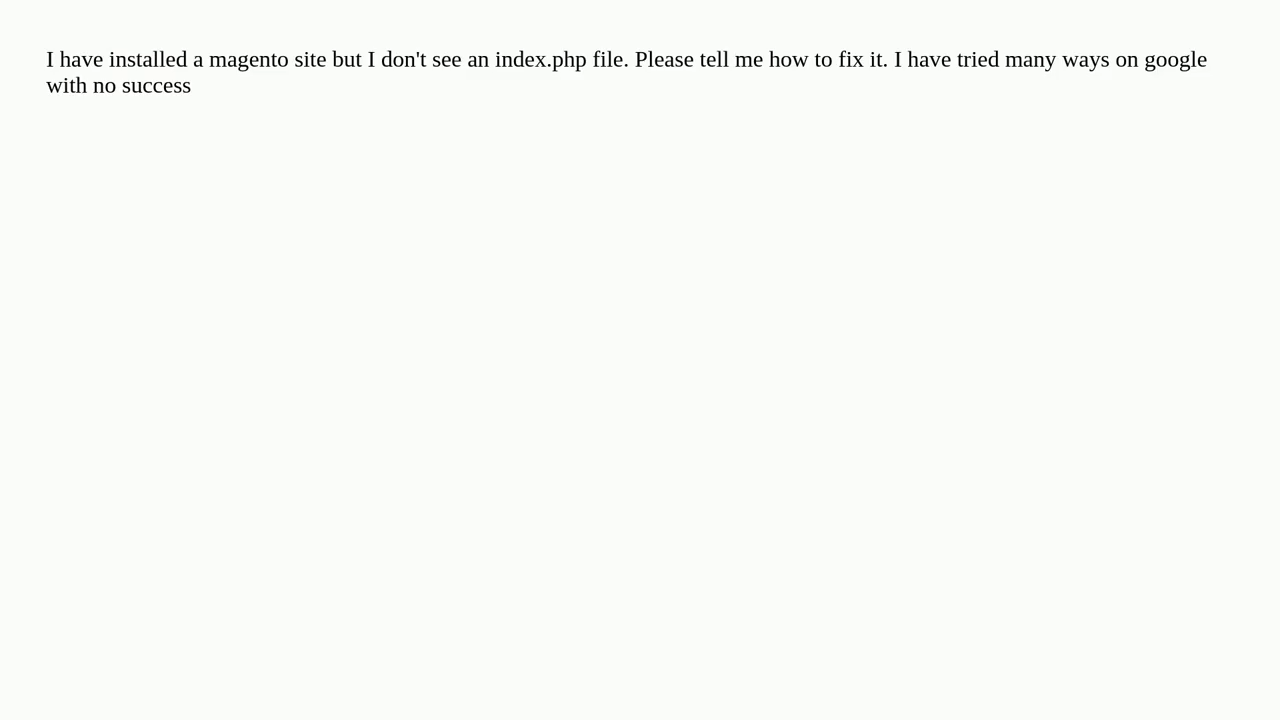 I have installed a magento site but I don't see an index.php file. Please tell me how to fix it. I have tried many ways on google
with no success